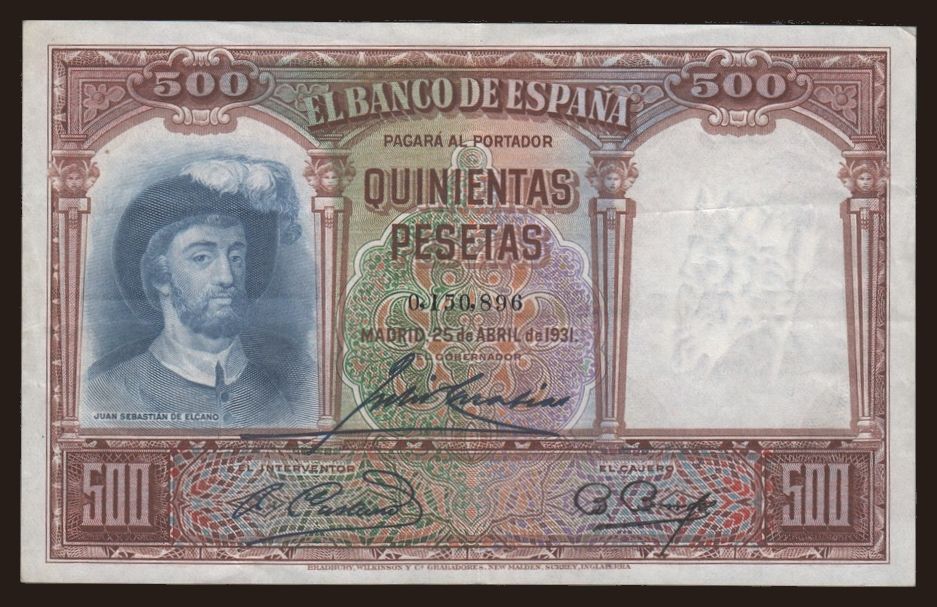 500 500
EL BANCO DE ESPAÑA
PAGARÁ AL PORTADOR
QUINIENTAS
PESETAS
0,150,896
MADRID, 25 de ABRIL de 1931.
EL GOBERNADOR
JUAN SEBASTIÁN DE ELCANO
EL INTERVENTOR EL CAJERO
500 500
BRADBURY, WILKINSON Y Cª GRABADORES, NEW MALDEN, SURREY, INGLATERRA